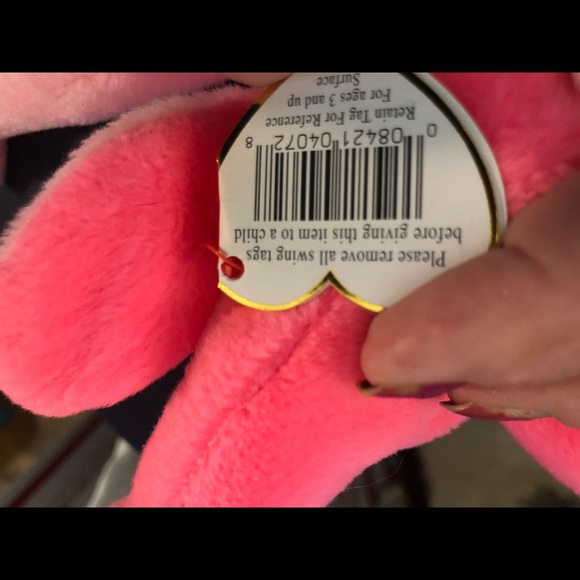 Please remove all swing tags
before giving this item to a child
0 08421 04072 8
Retain Tag For Reference
For ages 3 and up
Surface